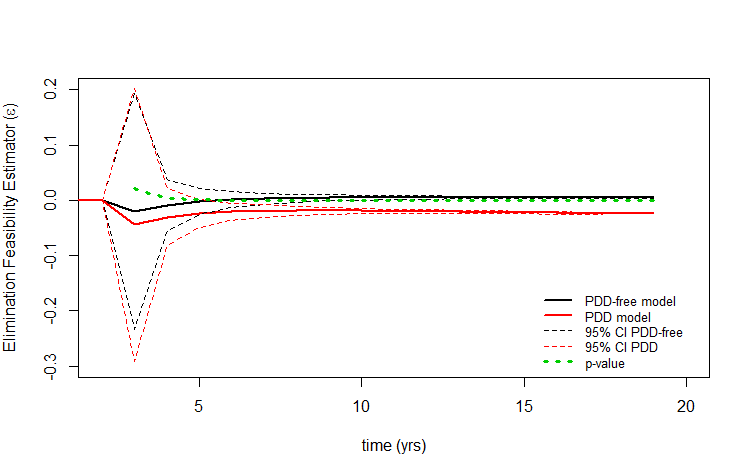 Elimination Feasibility Estimator (ε)
0.2
0.1
0.0
-0.1
-0.2
-0.3
PDD-free model
PDD model
95% CI PDD-free
95% CI PDD
p-value
5
10
15
20
time (yrs)